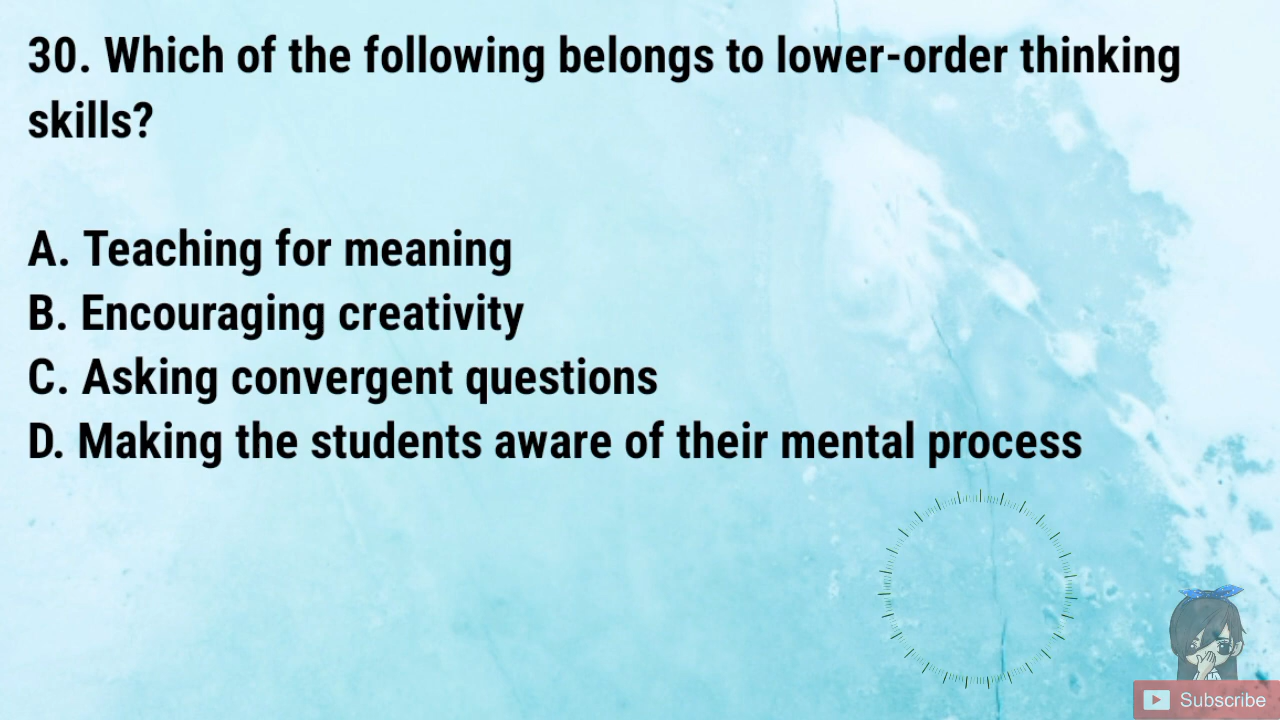 30. Which of the following belongs to lower-order thinking
skills?
A. Teaching for meaning
B. Encouraging creativity
C. Asking convergent questions
D. Making the students aware of their mental process
Subscribe